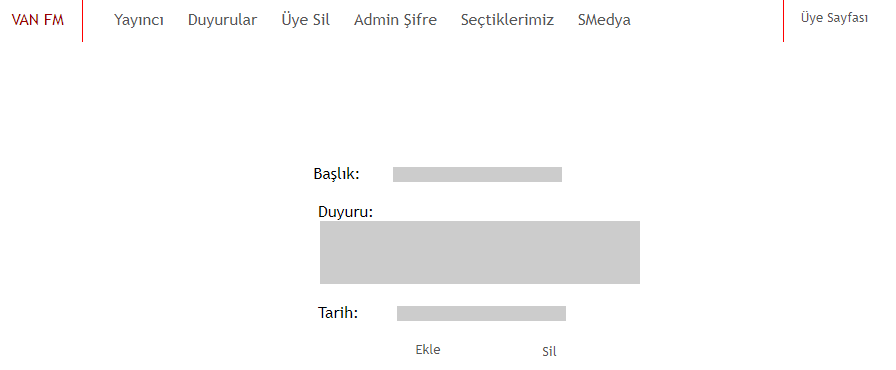 VAN FM Yayıncı Duyurular Üye Sil Admin Şifre Seçtiklerimiz SMedya Üye Sayfası
Başlık:
Duyuru:
Tarih:
Ekle Sil